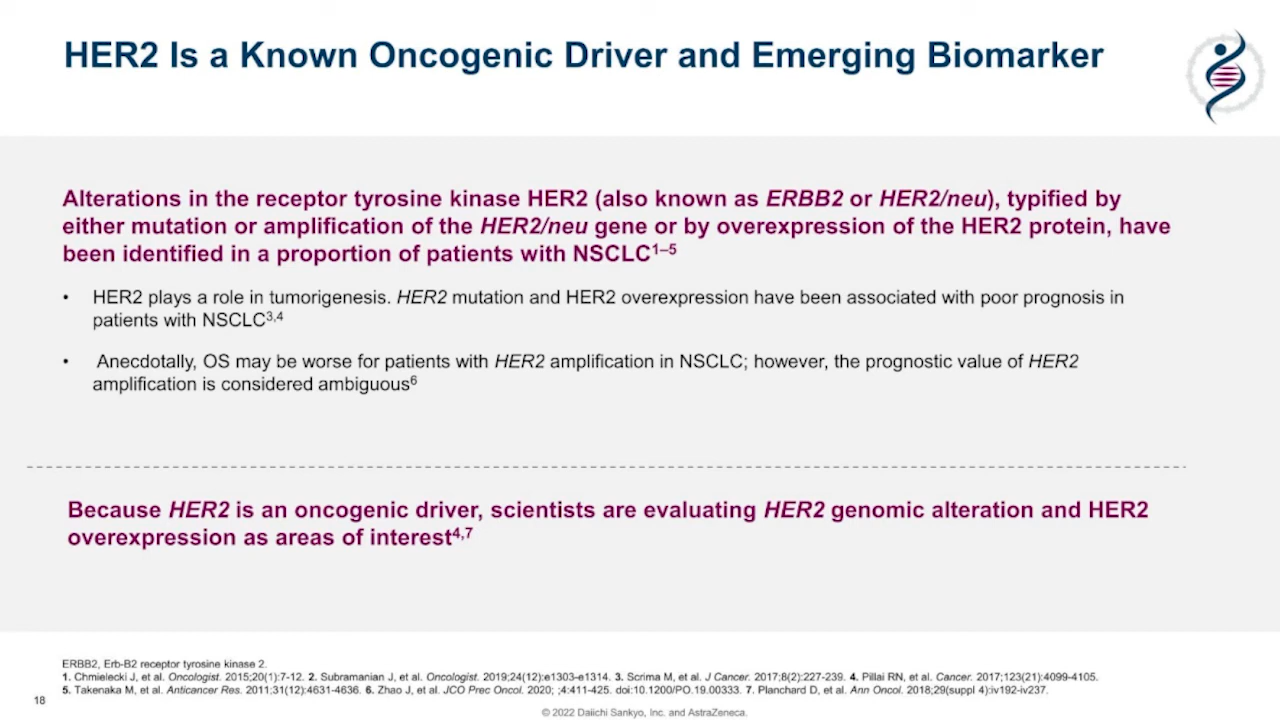 HER2 Is a Known Oncogenic Driver and Emerging Biomarker
Alterations in the receptor tyrosine kinase HER2 (also known as ERBB2 or HER2/neu), typified by
either mutation or amplification of the HER2/neu gene or by overexpression of the HER2 protein, have
been identified in a proportion of patients with NSCLC1–5
• HER2 plays a role in tumorigenesis. HER2 mutation and HER2 overexpression have been associated with poor prognosis in
patients with NSCLC3,4
• Anecdotally, OS may be worse for patients with HER2 amplification in NSCLC; however, the prognostic value of HER2
amplification is considered ambiguous6
Because HER2 is an oncogenic driver, scientists are evaluating HER2 genomic alteration and HER2
overexpression as areas of interest4,7
ERBB2, Erb-B2 receptor tyrosine kinase 2.
1. Chmielecki J, et al. Oncologist. 2015;20(1):7-12. 2. Subramanian J, et al. Oncologist. 2019;24(12):e1303-e1314. 3. Scrima M, et al. J Cancer. 2017;8(2):227-239. 4. Pillai RN, et al. Cancer. 2017;123(21):4099-4105.
5. Takenaka M, et al. Anticancer Res. 2011;31(12):4631-4636. 6. Zhao J, et al. JCO Prec Oncol. 2020; ;4:411-425. doi:10.1200/PO.19.00333. 7. Planchard D, et al. Ann Oncol. 2018;29(suppl 4):iv192-iv237.
18
© 2022 Daiichi Sankyo, Inc. and AstraZeneca.